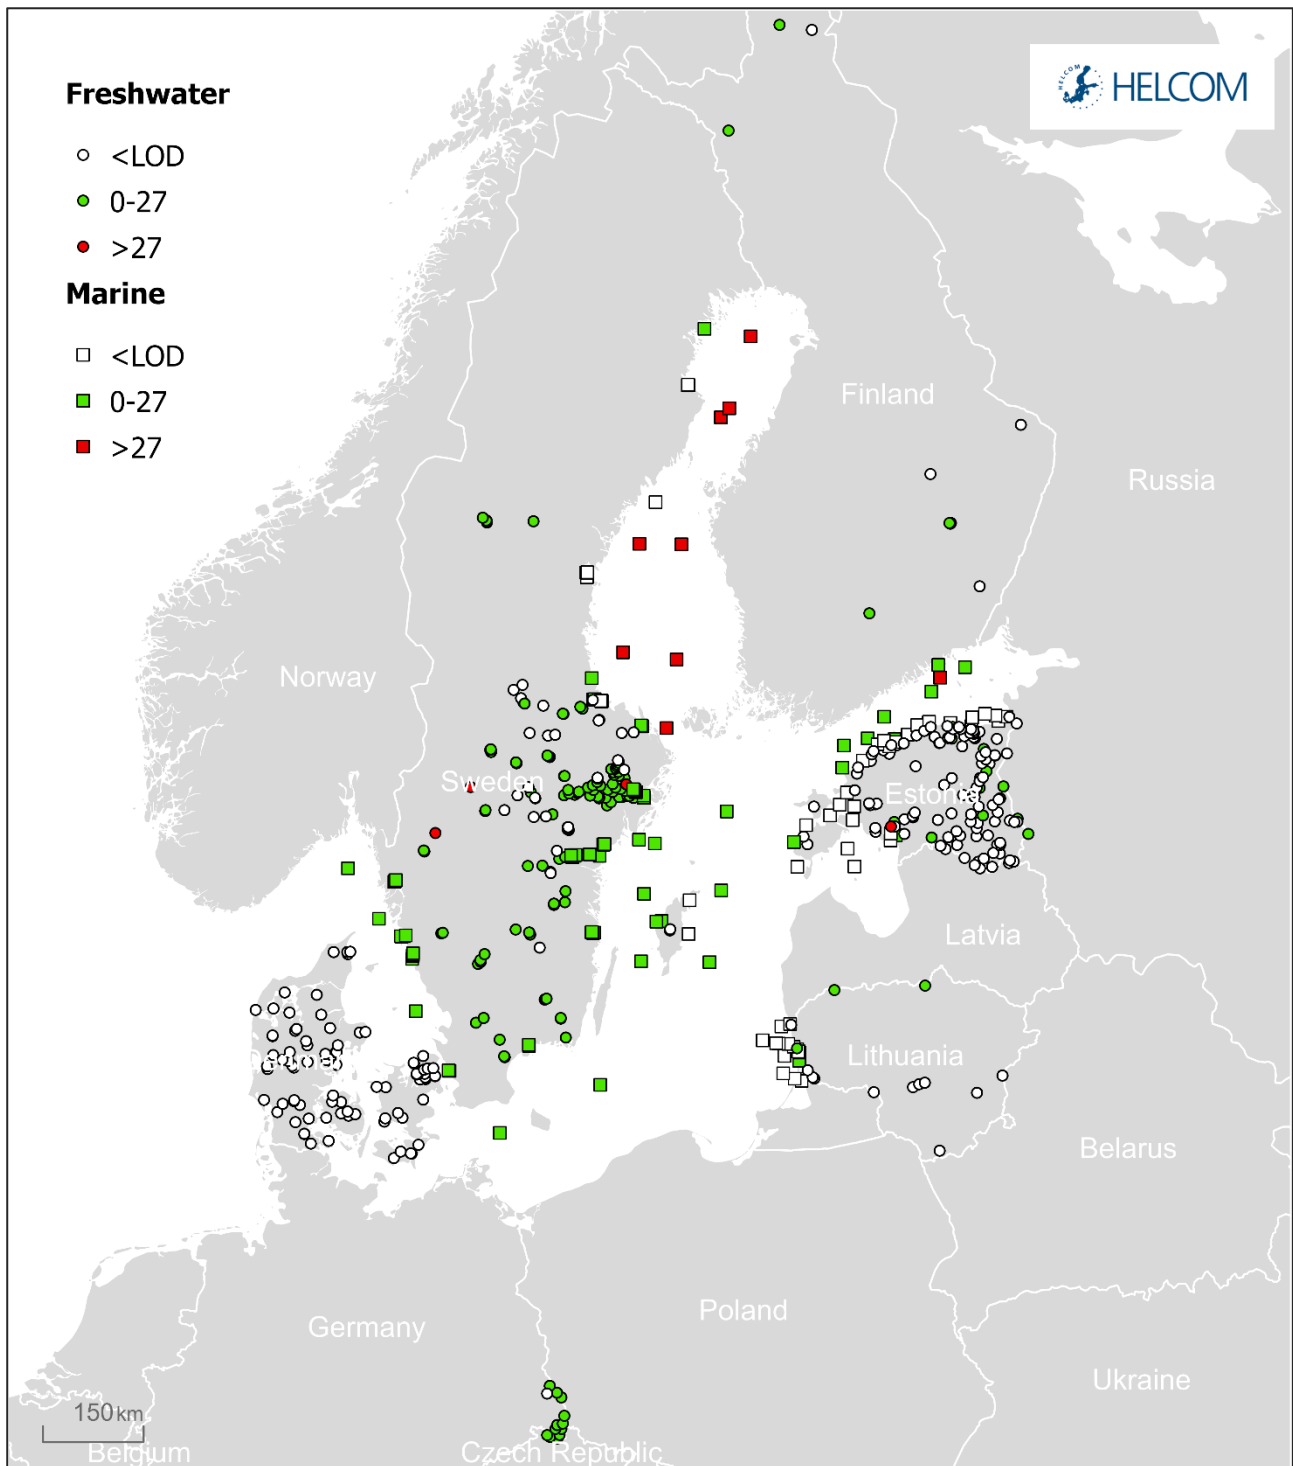 Freshwater
<LOD
0-27
>27
Marine
<LOD
0-27
>27
HELCOM
HELCOM
Finland
Russia
Norway
Sweden
Estonia
Latvia
Lithuania
Belarus
Poland
Germany
Ukraine
150 km
Belgium
Czech Republic